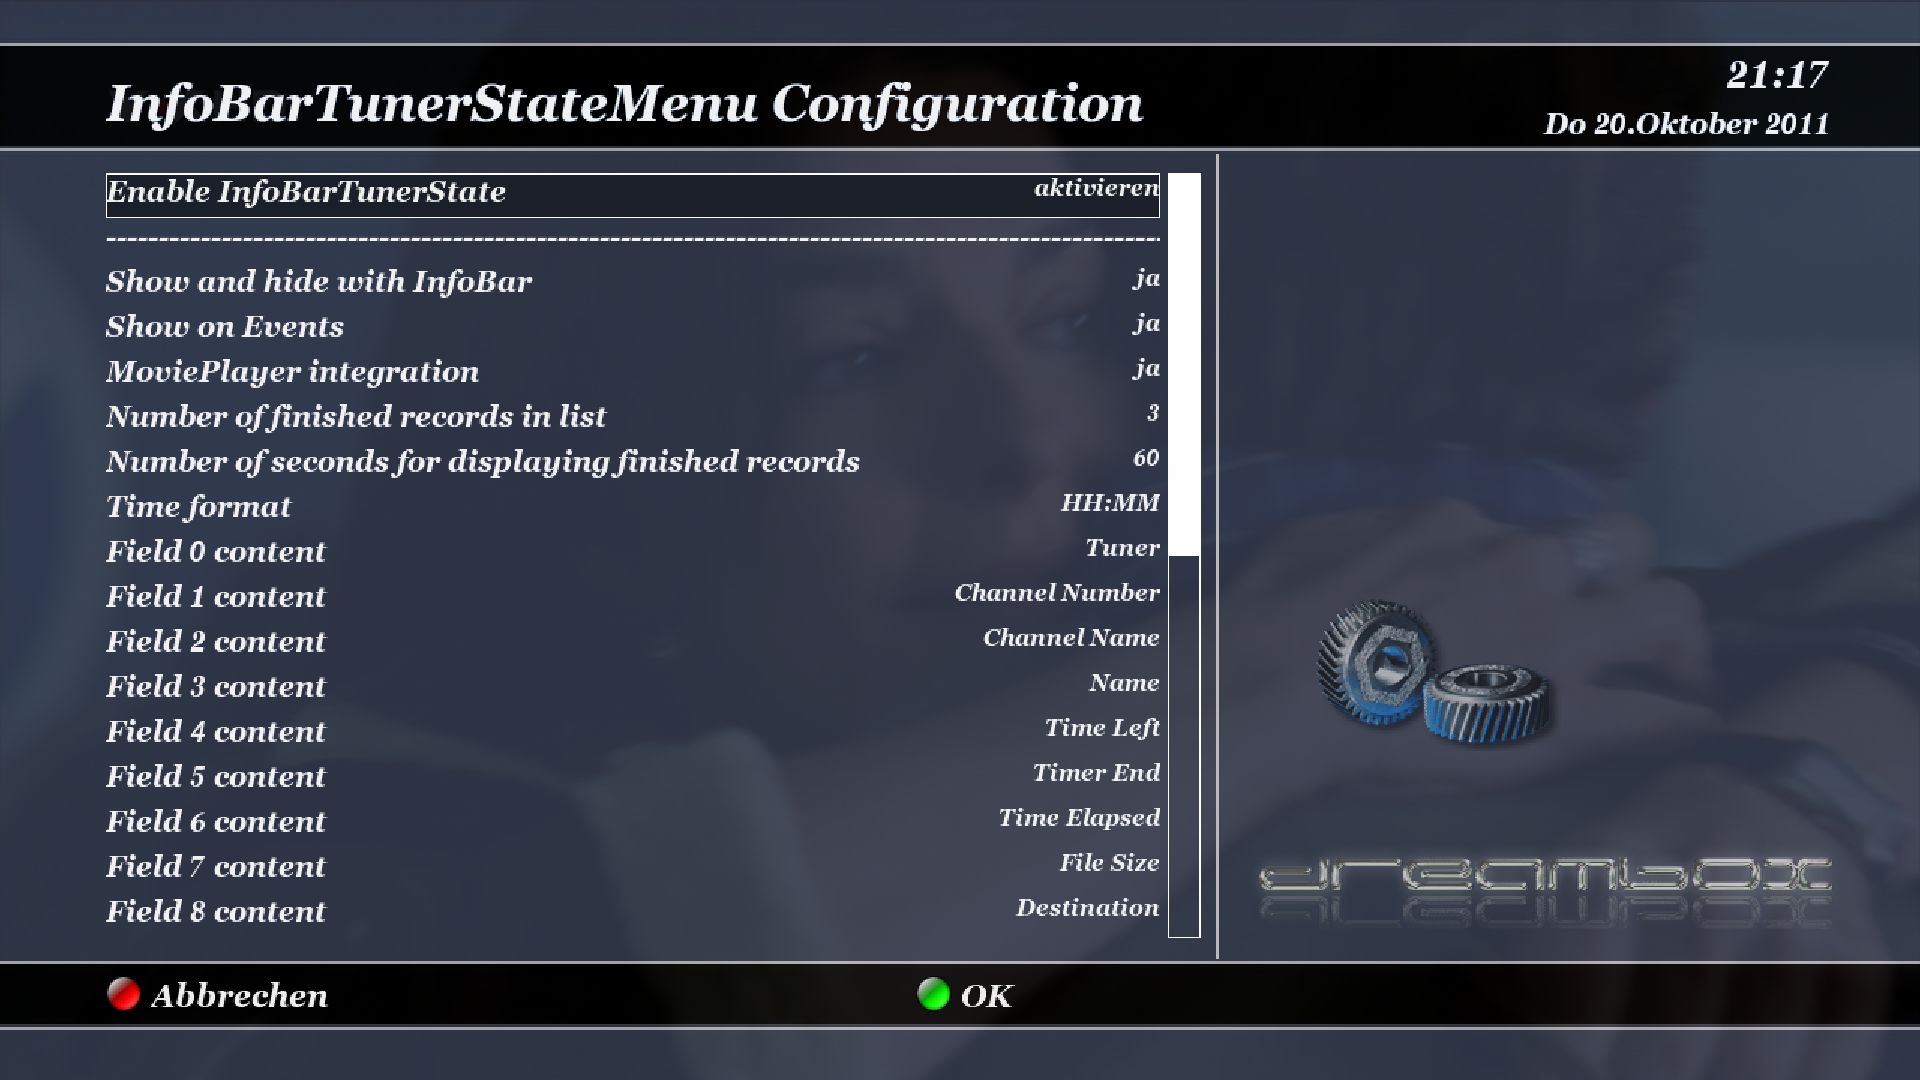 InfoBarTunerStateMenu Configuration
21:17
Do 20.Oktober 2011
Enable InfoBarTunerState aktivieren
Show and hide with InfoBar ja
Show on Events ja
MoviePlayer integration ja
Number of finished records in list 3
Number of seconds for displaying finished records 60
Time format HH:MM
Field 0 content Tuner
Field 1 content Channel Number
Field 2 content Channel Name
Field 3 content Name
Field 4 content Time Left
Field 5 content Timer End
Field 6 content Time Elapsed
Field 7 content File Size
Field 8 content Destination
dreambox
Abbrechen OK